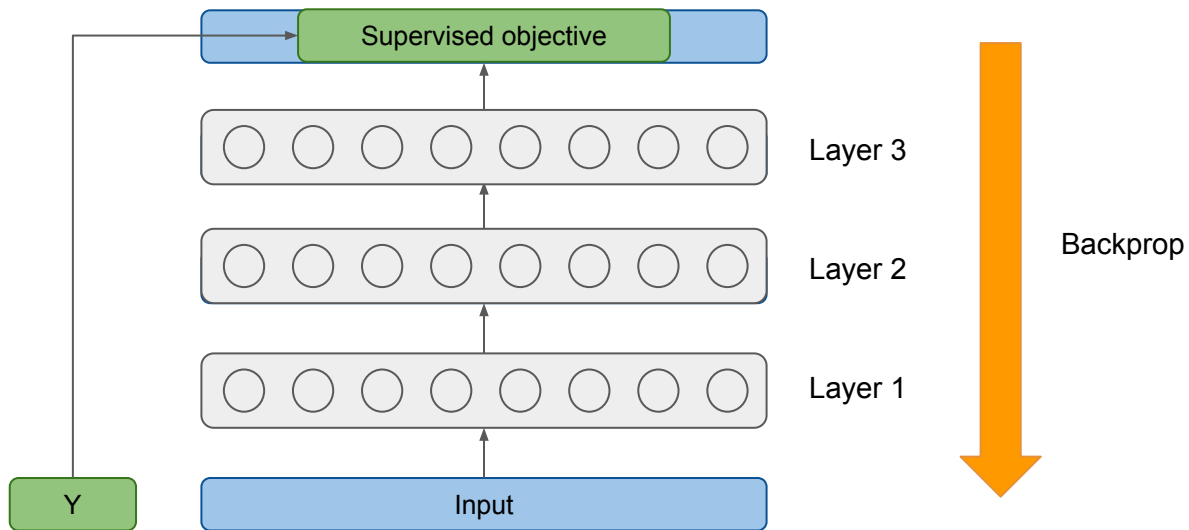 Supervised objective
Layer 3
Layer 2
Backprop
Layer 1
Y
Input